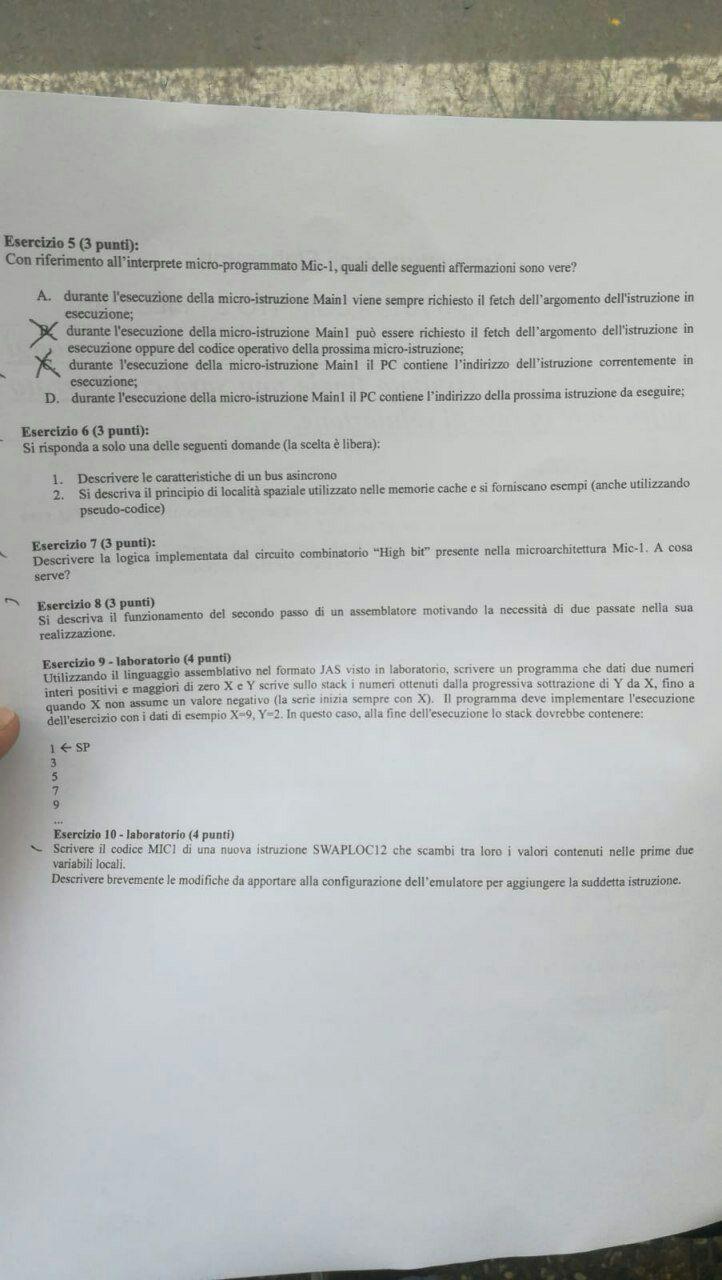 Esercizio 5 (3 punti):
Con riferimento all'interprete micro-programmato Mic-1, quali delle seguenti affermazioni sono vere?
A. durante l'esecuzione della micro-istruzione Main1 viene sempre richiesto il fetch dell'argomento dell'istruzione in
esecuzione;
B. durante l'esecuzione della micro-istruzione Main1 può essere richiesto il fetch dell'argomento dell'istruzione in
esecuzione oppure del codice operativo della prossima micro-istruzione;
C. durante l'esecuzione della micro-istruzione Main1 il PC contiene l'indirizzo dell'istruzione correntemente in
esecuzione;
D. durante l'esecuzione della micro-istruzione Main1 il PC contiene l'indirizzo della prossima istruzione da eseguire;
Esercizio 6 (3 punti):
Si risponda a solo una delle seguenti domande (la scelta è libera):
1. Descrivere le caratteristiche di un bus asincrono
2. Si descriva il principio di località spaziale utilizzato nelle memorie cache e si forniscano esempi (anche utilizzando
pseudo-codice)
Esercizio 7 (3 punti):
Descrivere la logica implementata dal circuito combinatorio “High bit” presente nella microarchitettura Mic-1. A cosa
serve?
Esercizio 8 (3 punti)
Si descriva il funzionamento del secondo passo di un assemblatore motivando la necessità di due passate nella sua
realizzazione.
Esercizio 9 - laboratorio (4 punti)
Utilizzando il linguaggio assemblativo nel formato JAS visto in laboratorio, scrivere un programma che dati due numeri
interi positivi e maggiori di zero X e Y scrive sullo stack i numeri ottenuti dalla progressiva sottrazione di Y da X, fino a
quando X non assume un valore negativo (la serie inizia sempre con X). Il programma deve implementare l'esecuzione
dell'esercizio con i dati di esempio X=9, Y=2. In questo caso, alla fine dell'esecuzione lo stack dovrebbe contenere:
1 ← SP
3
5
7
9
...
Esercizio 10 - laboratorio (4 punti)
Scrivere il codice MIC1 di una nuova istruzione SWAPLOC12 che scambi tra loro i valori contenuti nelle prime due
variabili locali.
Descrivere brevemente le modifiche da apportare alla configurazione dell'emulatore per aggiungere la suddetta istruzione.